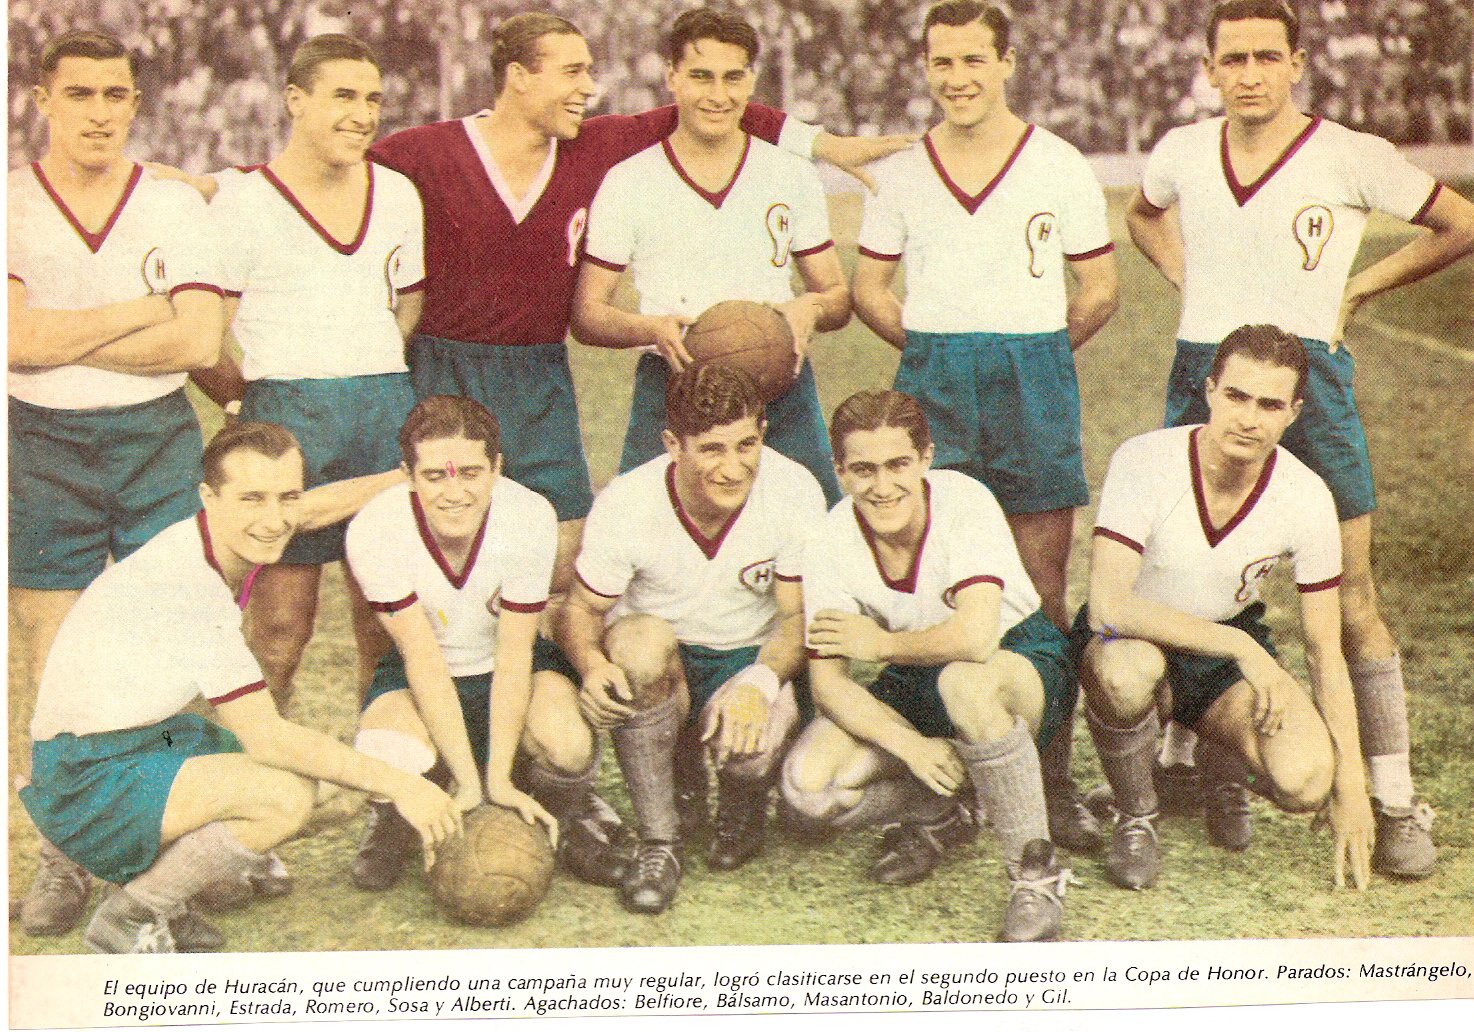 H
H
H
H
H
H
H
H
El equipo de Huracán, que cumpliendo una campaña muy regular, logró clasiticarse en el segundo puesto en la Copa de Honor. Parados: Mastrángelo,
Bongiovanni, Estrada, Romero, Sosa y Alberti. Agachados: Belfiore, Bálsamo, Masantonio, Baldonedo y Gil.